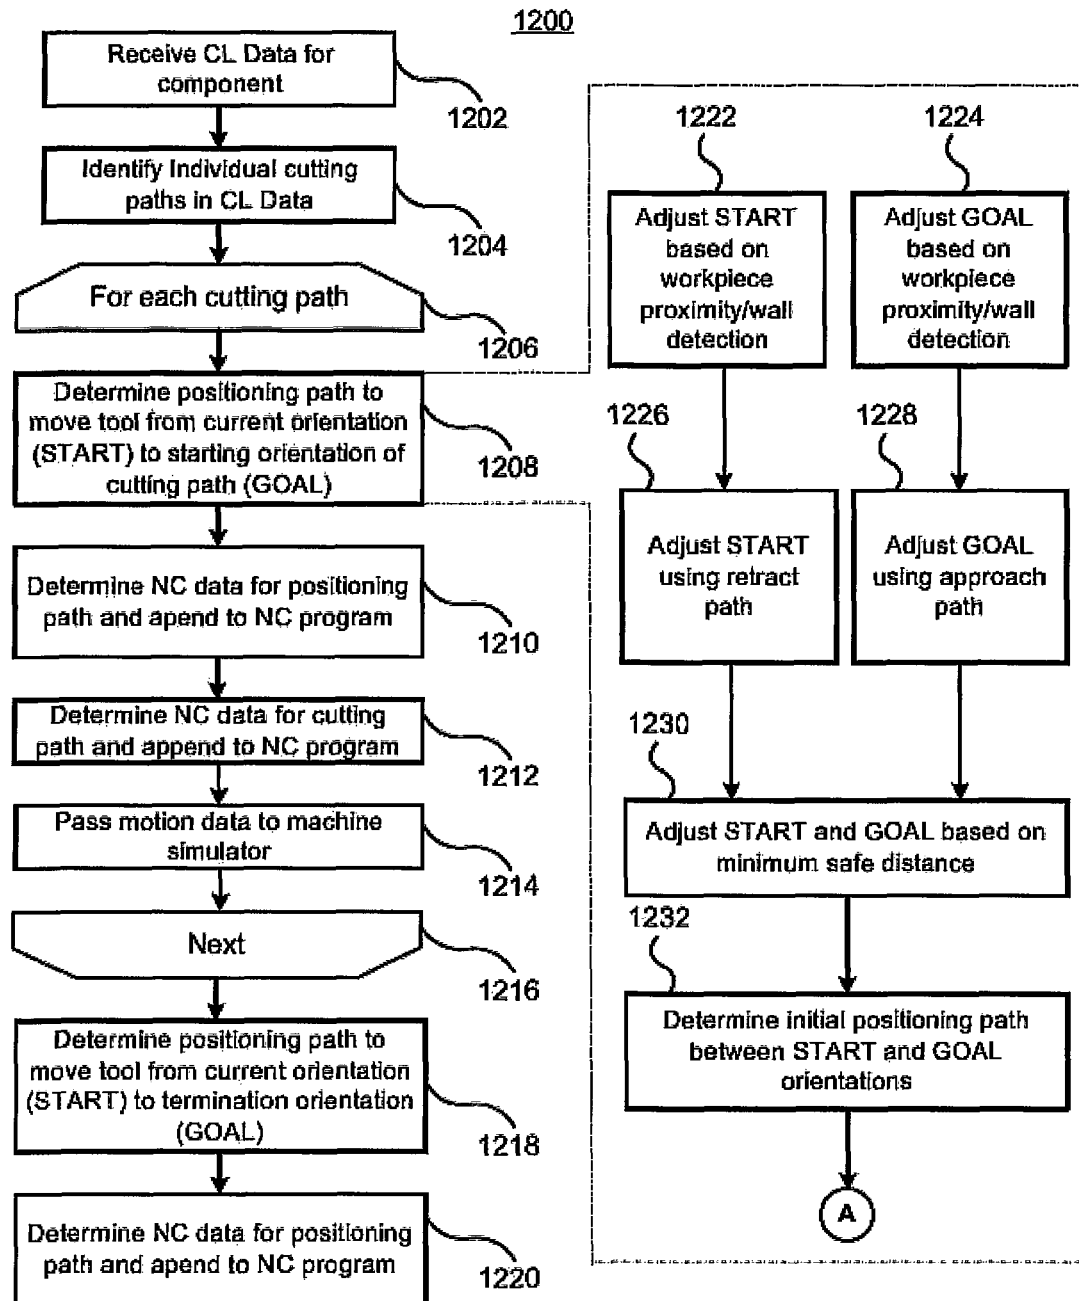 1200
Receive CL Data for
component
1202
Identify Individual cutting
paths in CL Data
1204
For each cutting path
1206
Determine positioning path to
move tool from current orientation
(START) to starting orientation of
cutting path (GOAL)
1208
Determine NC data for positioning
path and apend to NC program
1210
Determine NC data for cutting
path and append to NC program
1212
Pass motion data to machine
simulator
1214
Next
1216
Determine positioning path to
move tool from current orientation
(START) to termination orientation
(GOAL)
1218
Determine NC data for positioning
path and apend to NC program
1220
1222
Adjust START
based on
workpiece
proximity/wall
detection
1224
Adjust GOAL
based on
workpiece
proximity/wall
detection
1226
Adjust START
using retract
path
1228
Adjust GOAL
using approach
path
1230
Adjust START and GOAL based on
minimum safe distance
1232
Determine initial positioning path
between START and GOAL
orientations
A